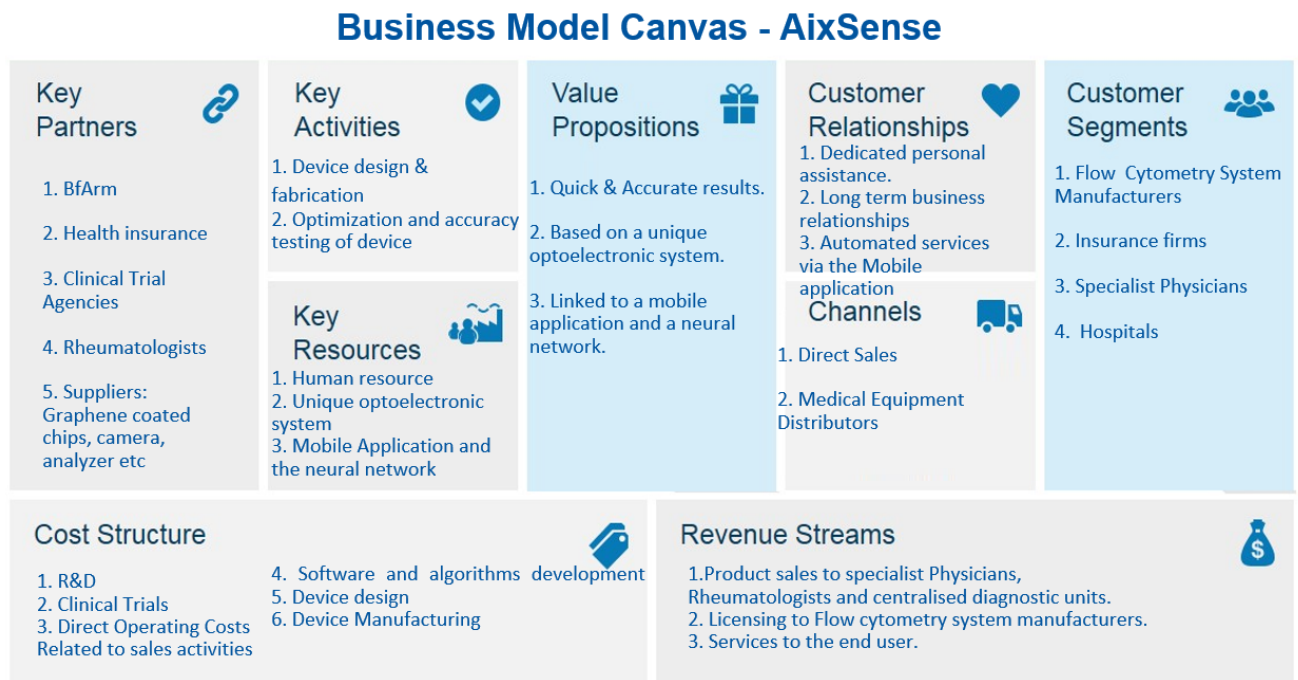 Business Model Canvas - AixSense
Key
Partners
1. BfArm
2. Health insurance
3. Clinical Trial
Agencies
4. Rheumatologists
5. Suppliers:
Graphene coated
chips, camera,
analyzer etc
Key
Activities
1. Device design &
fabrication
2. Optimization and accuracy
testing of device
Key
Resources
1. Human resource
2. Unique optoelectronic
system
3. Mobile Application and
the neural network
Value
Propositions
1. Quick & Accurate results.
2. Based on a unique
optoelectronic system.
3. Linked to a mobile
application and a neural
network.
Customer
Relationships
1. Dedicated personal
assistance.
2. Long term business
relationships
3. Automated services
via the Mobile
application
Channels
1. Direct Sales
2. Medical Equipment
Distributors
Customer
Segments
1. Flow Cytometry System
Manufacturers
2. Insurance firms
3. Specialist Physicians
4. Hospitals
Cost Structure
1. R&D
2. Clinical Trials
3. Direct Operating Costs
Related to sales activities
4. Software and algorithms development
5. Device design
6. Device Manufacturing
Revenue Streams
$
1.Product sales to specialist Physicians,
Rheumatologists and centralised diagnostic units.
2. Licensing to Flow cytometry system manufacturers.
3. Services to the end user.